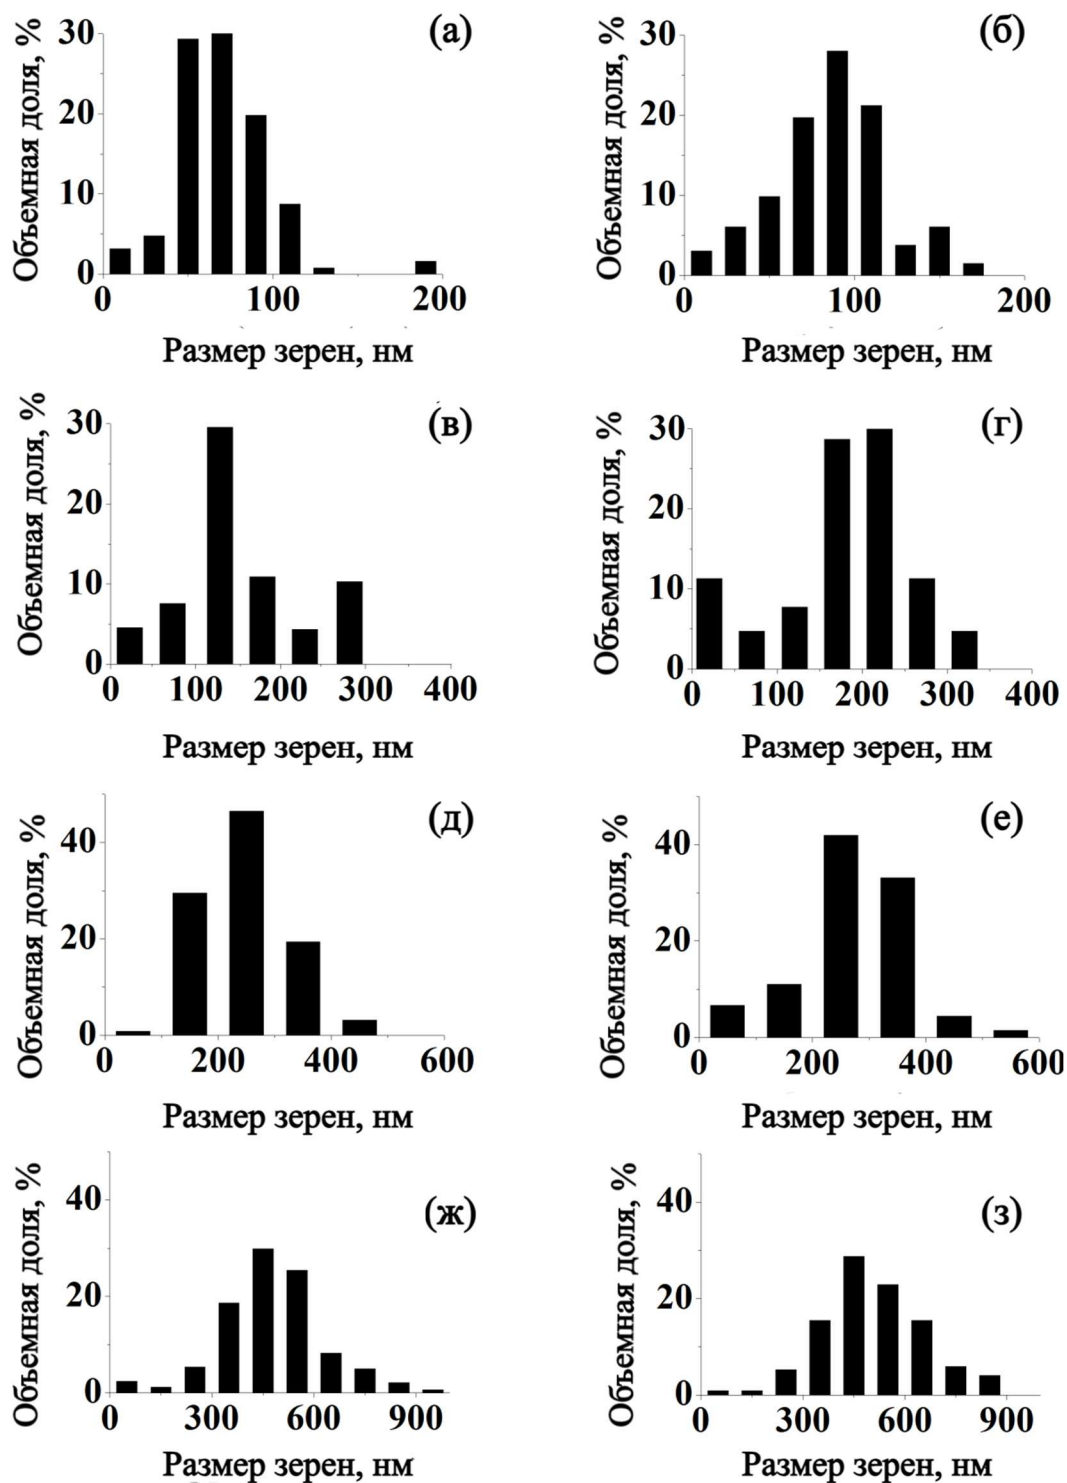 (а)
Объемная доля, %
30
20
10
0
0 100 200
Размер зерен, нм
(б)
Объемная доля, %
30
20
10
0
0 100 200
Размер зерен, нм
(в)
Объемная доля, %
30
20
10
0
0 100 200 300 400
Размер зерен, нм
(г)
Объемная доля, %
30
20
10
0
0 100 200 300 400
Размер зерен, нм
(д)
Объемная доля, %
40
20
0
0 200 400 600
Размер зерен, нм
(е)
Объемная доля, %
40
20
0
0 200 400 600
Размер зерен, нм
(ж)
Объемная доля, %
40
20
0
0 300 600 900
Размер зерен, нм
(з)
Объемная доля, %
40
20
0
0 300 600 900
Размер зерен, нм